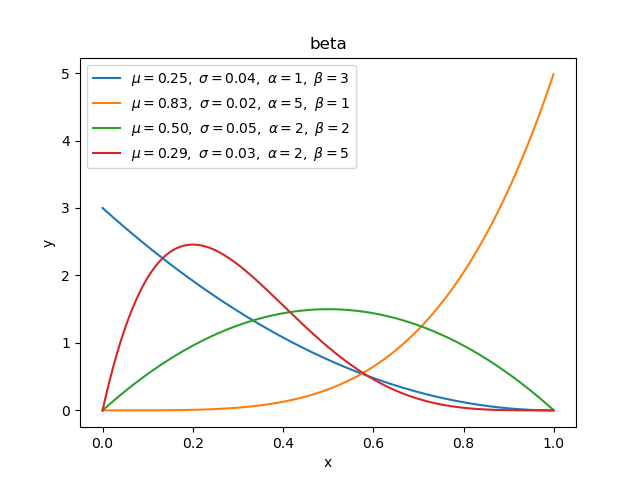 beta
μ = 0.25, σ = 0.04, α = 1, β = 3
μ = 0.83, σ = 0.02, α = 5, β = 1
μ = 0.50, σ = 0.05, α = 2, β = 2
μ = 0.29, σ = 0.03, α = 2, β = 5
5
4
3
2
1
0
y
0.0 0.2 0.4 0.6 0.8 1.0
x